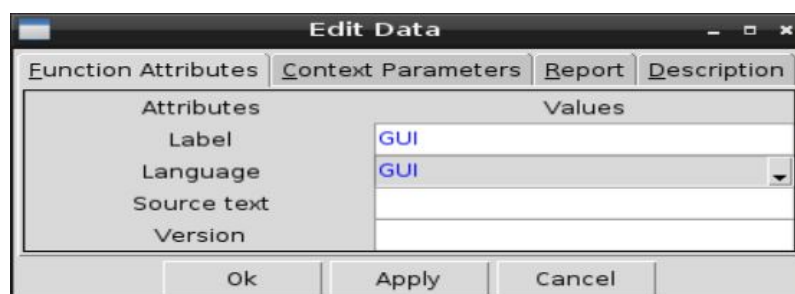 Edit Data
Function Attributes Context Parameters Report Description
Attributes Values
Label GUI
Language GUI
Source text
Version
Ok Apply Cancel